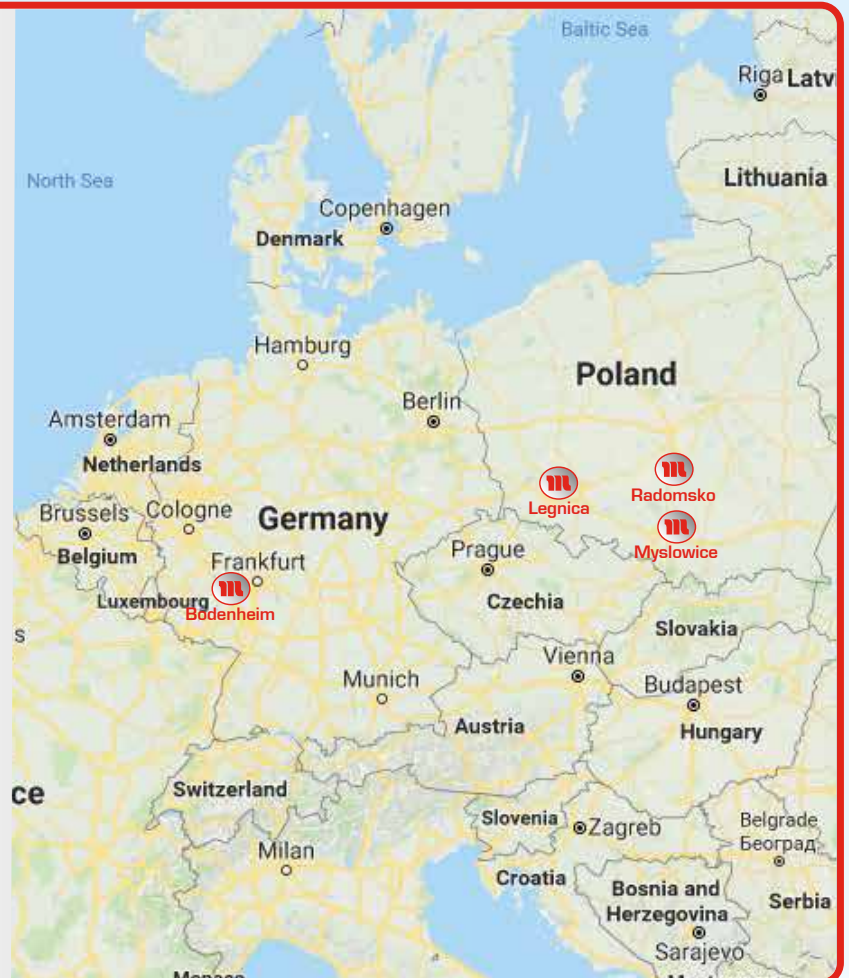 Baltic Sea
Riga
Latv
Lithuania
North Sea
Copenhagen
Denmark
Hamburg
Poland
Berlin
Amsterdam
Netherlands
Legnica
Radomsko
Brussels
Cologne
Germany
Belgium
Myslowice
Frankfurt
Prague
Luxembourg
Bodenheim
Czechia
s
Slovakia
Vienna
Munich
Budapest
Austria
Hungary
ce
Switzerland
Slovenia
Zagreb
Belgrade
Београд
Milan
Croatia
Bosnia and
Herzegovina
Serbia
Sarajevo
Monaco